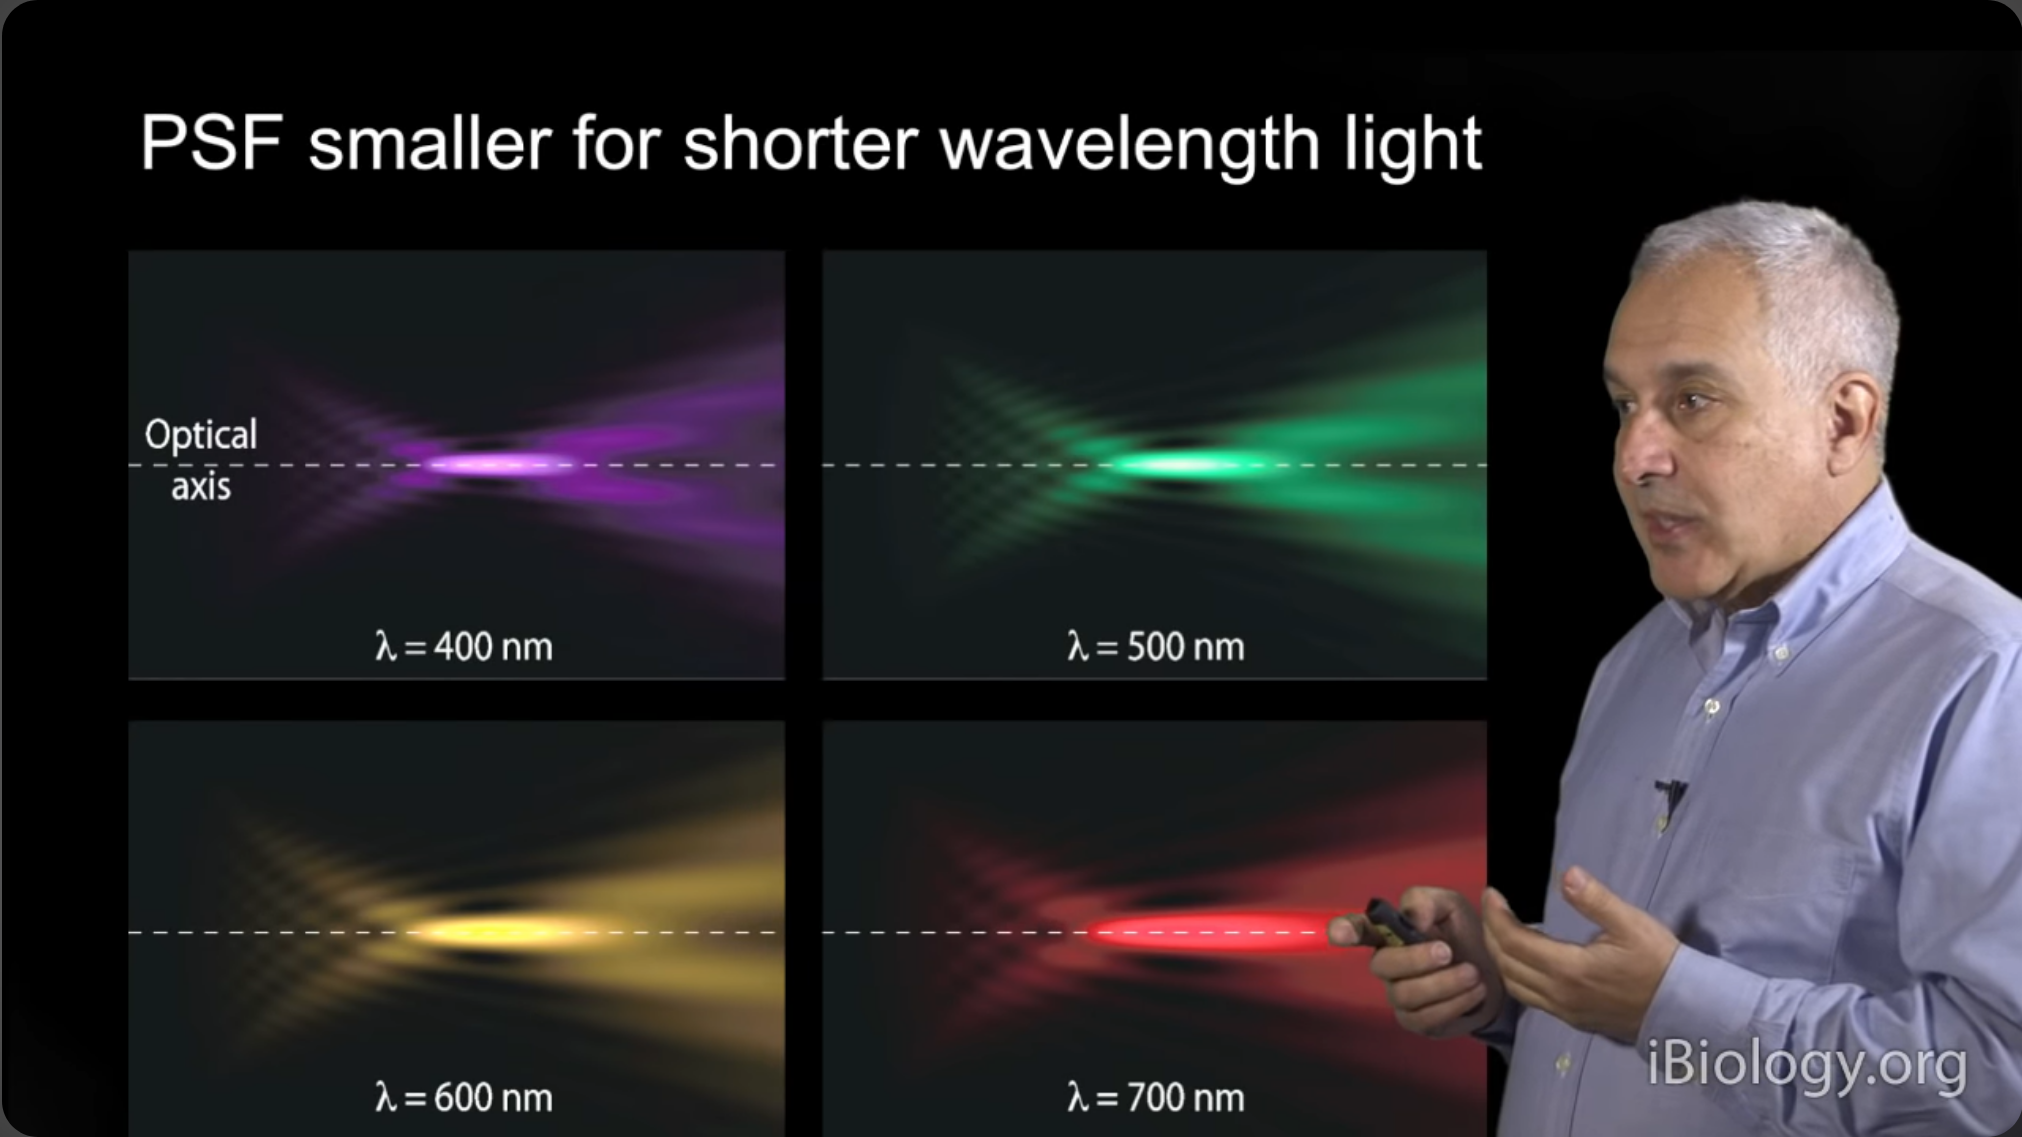 PSF smaller for shorter wavelength light
Optical
axis
λ = 400 nm
λ = 500 nm
λ = 600 nm
λ = 700 nm
iBiology.org